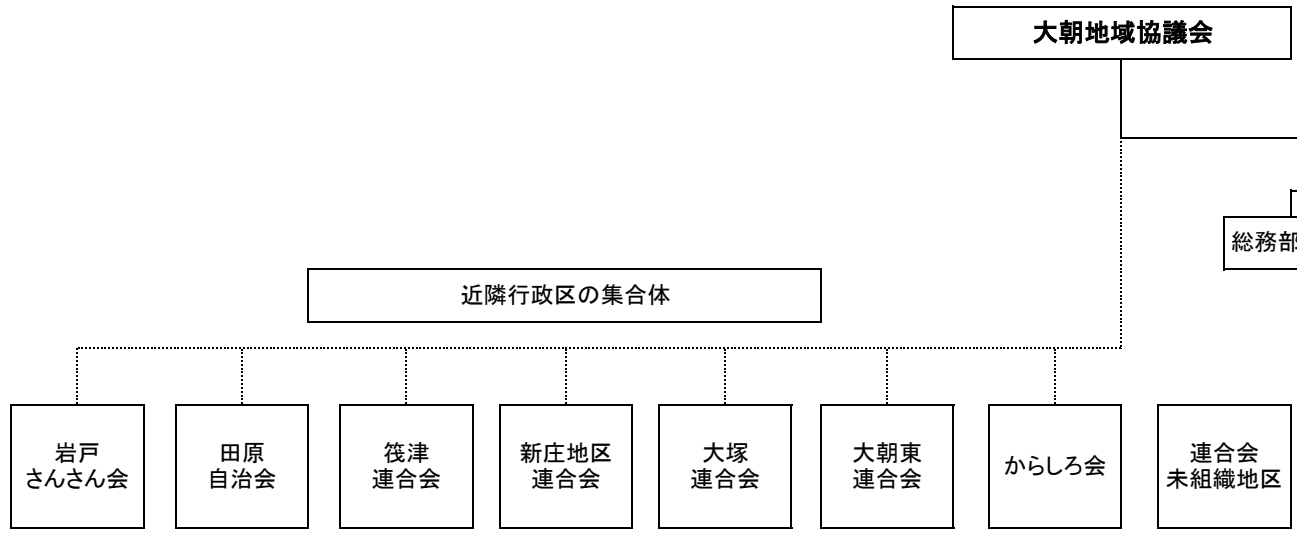 大朝地域協議会
総務部
近隣行政区の集合体
岩戸
さんさん会
田原
自治会
筏津
連合会
新庄地区
連合会
大塚
連合会
大朝東
連合会
からしろ会
連合会
未組織地区